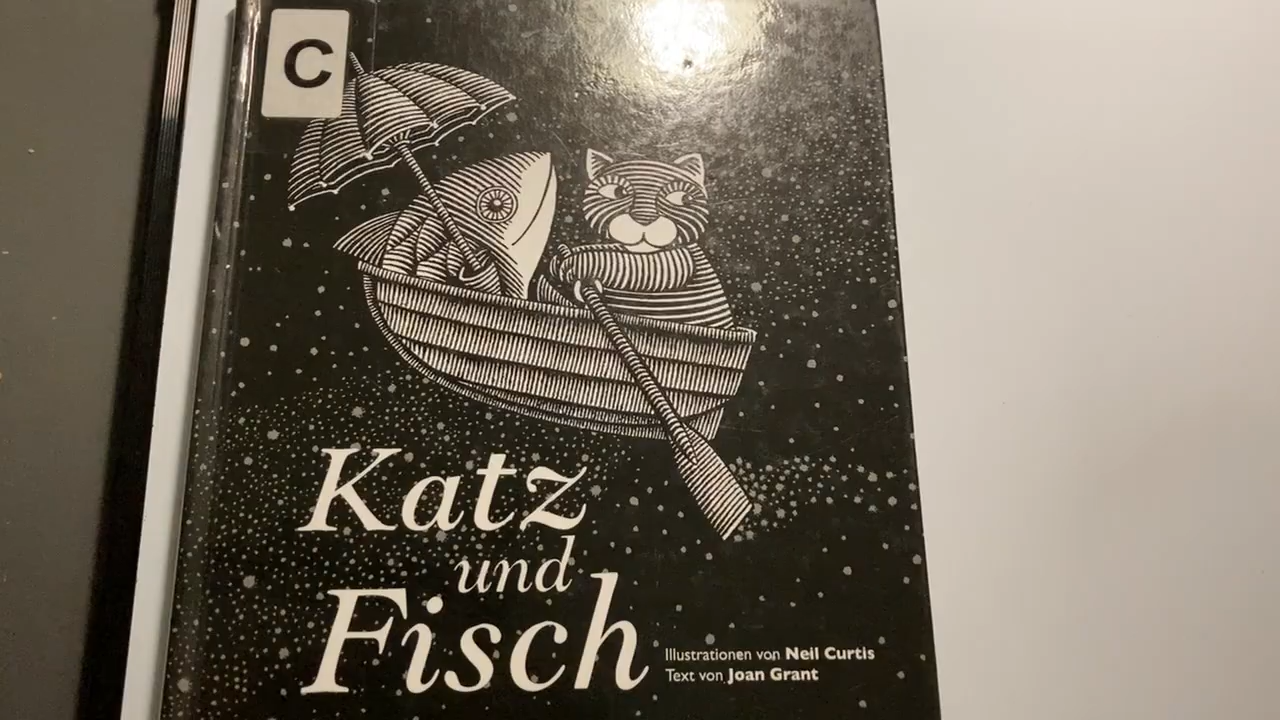 C
Katz
und
Fisch
Illustrationen von Neil Curtis
Text von Joan Grant